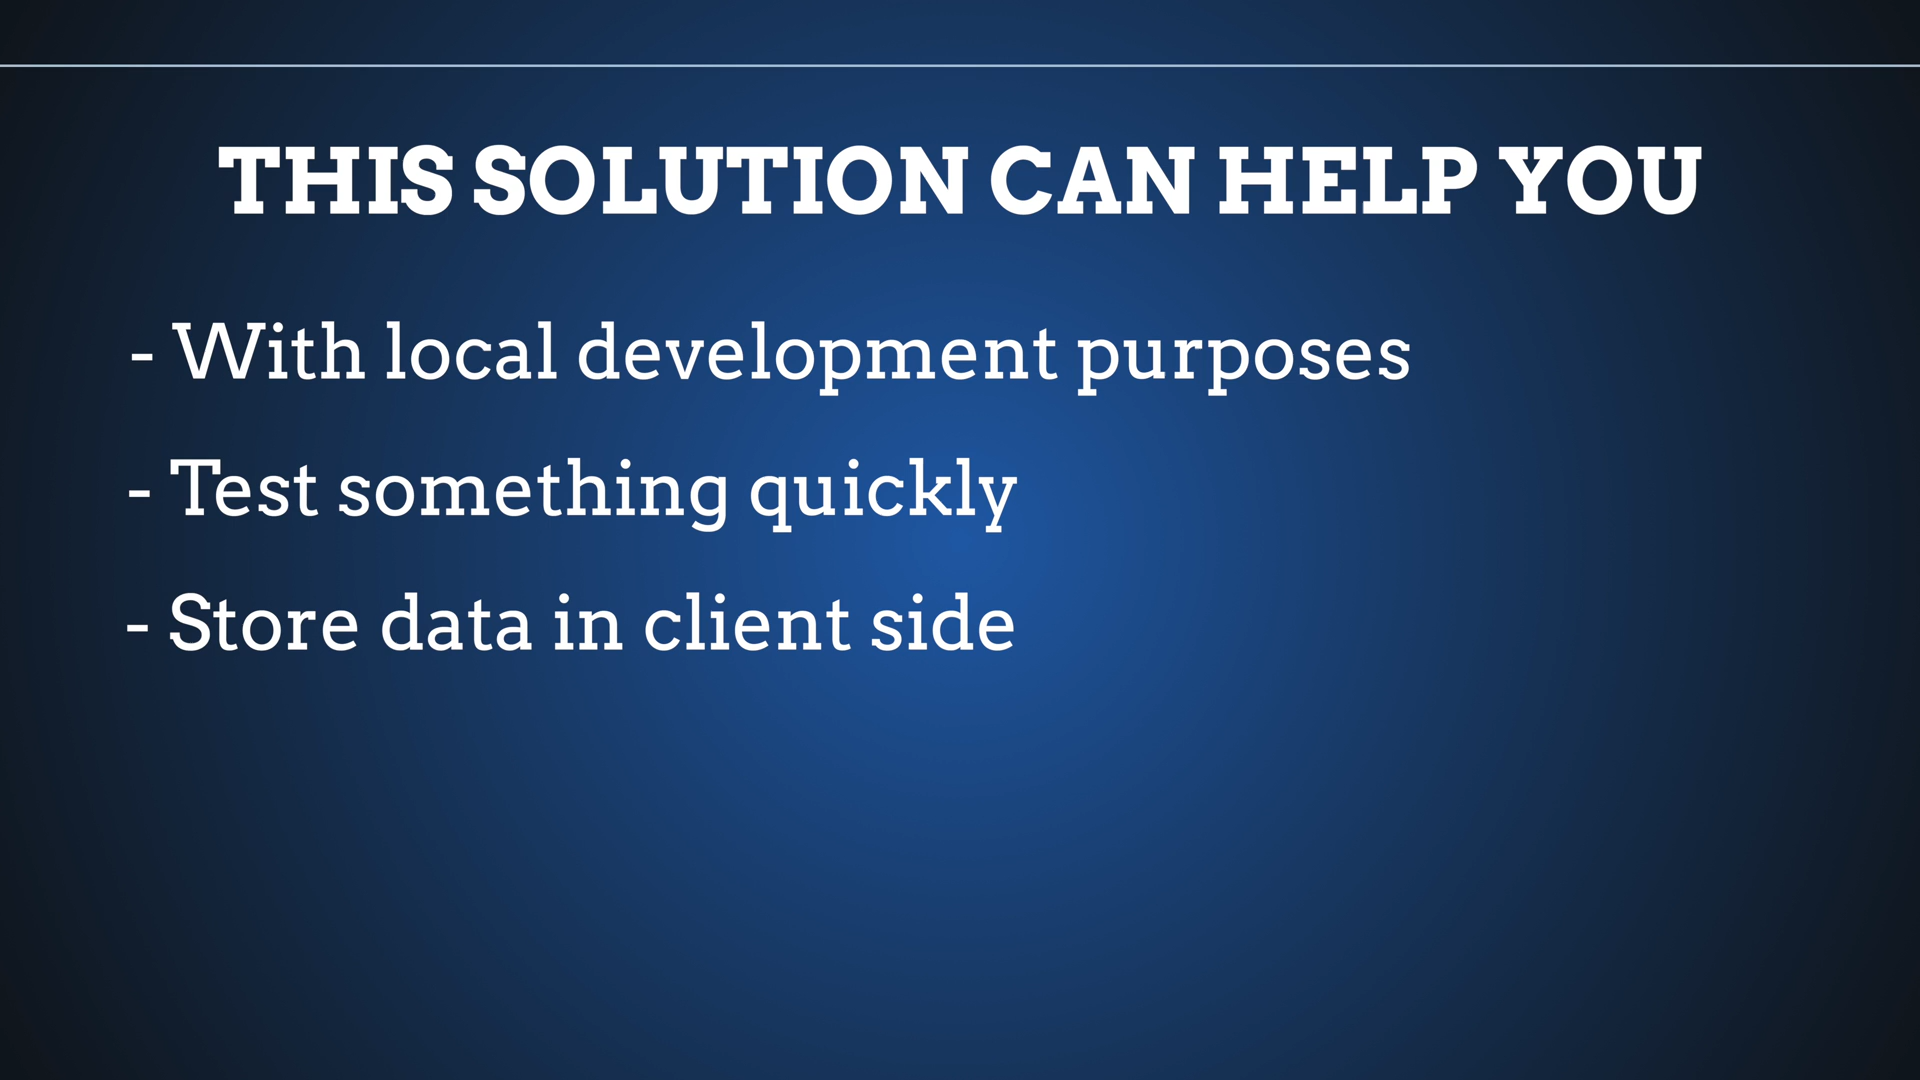 THIS SOLUTION CAN HELP YOU
- With local development purposes
- Test something quickly
- Store data in client side